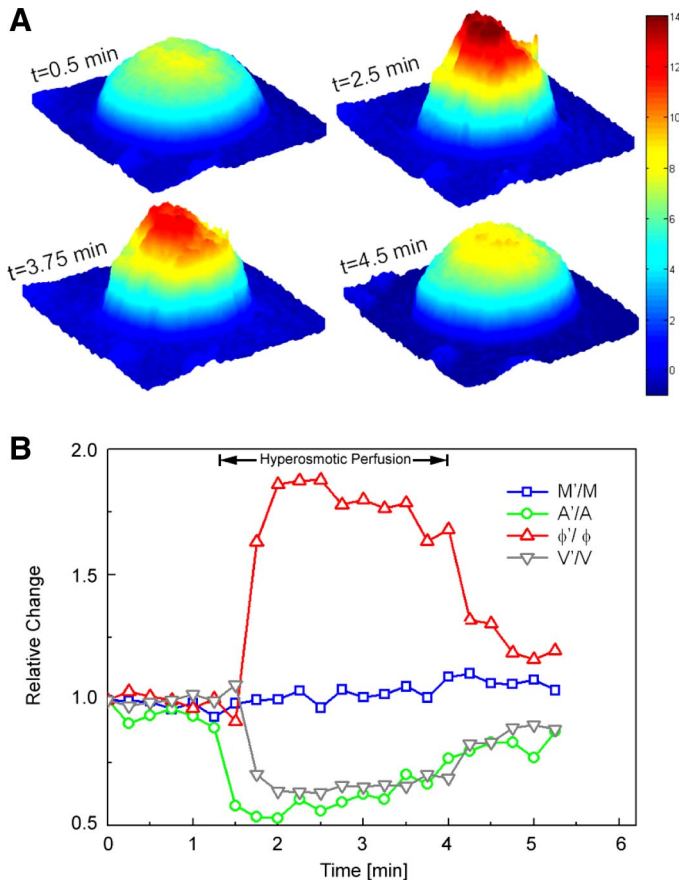 A
t=0.5 min
t=2.5 min
14
12
10
8
6
4
2
0
t=3.75 min
t=4.5 min
B
2.0
1.5
1.0
0.5
Relative Change
Hyperosmotic Perfusion
M'/M
A'/A
ϕ'/ ϕ
V'/V
0 1 2 3 4 5 6
Time [min]